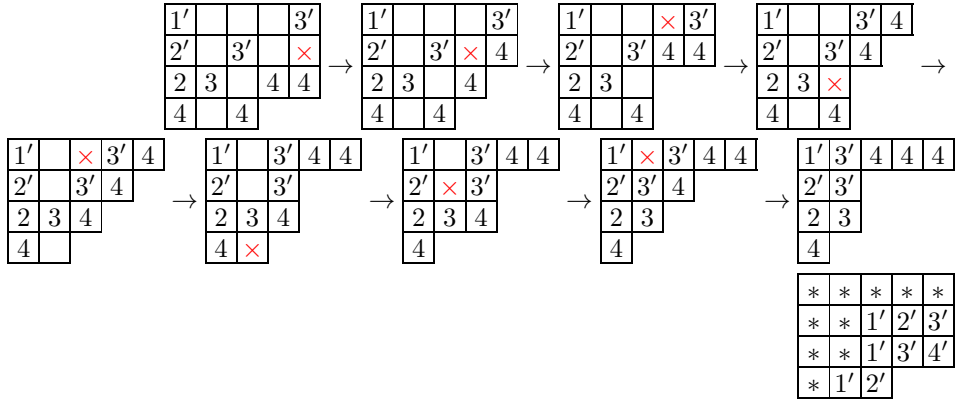 1′ 3′ 1′ 3′ 1′ × 3′ 1′ 3′ 4
2′ 3′ × 2′ 3′ × 4 2′ 3′ 4 4 2′ 3′ 4
→ → → →
2 3 4 4 2 3 4 2 3 2 3 ×
4 4 4 4 4 4 4 4
1′ × 3′ 4 1′ 3′ 4 4 1′ 3′ 4 4 1′ × 3′ 4 4 1′ 3′ 4 4 4
2′ 3′ 4 2′ 3′ 2′ × 3′ 2′ 3′ 4 2′ 3′
→ → → →
2 3 4 2 3 4 2 3 4 2 3 2 3
4 4 × 4 4 4
* * * * *
* * 1′ 2′ 3′
* * 1′ 3′ 4′
* 1′ 2′